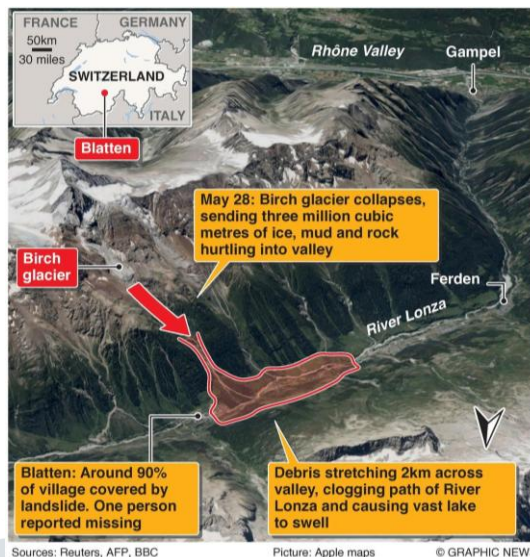 FRANCE
GERMANY
50km
30 miles
SWITZERLAND
Blatten
ITALY
Rhône Valley
Gampel
May 28: Birch glacier collapses,
sending three million cubic
metres of ice, mud and rock
hurtling into valley
Birch
glacier
Ferden
River Lonza
Blatten: Around 90%
of village covered by
landslide. One person
reported missing
Debris stretching 2km across
valley, clogging path of River
Lonza and causing vast lake
to swell
Sources: Reuters, AFP, BBC
Picture: Apple maps
© GRAPHIC NEW